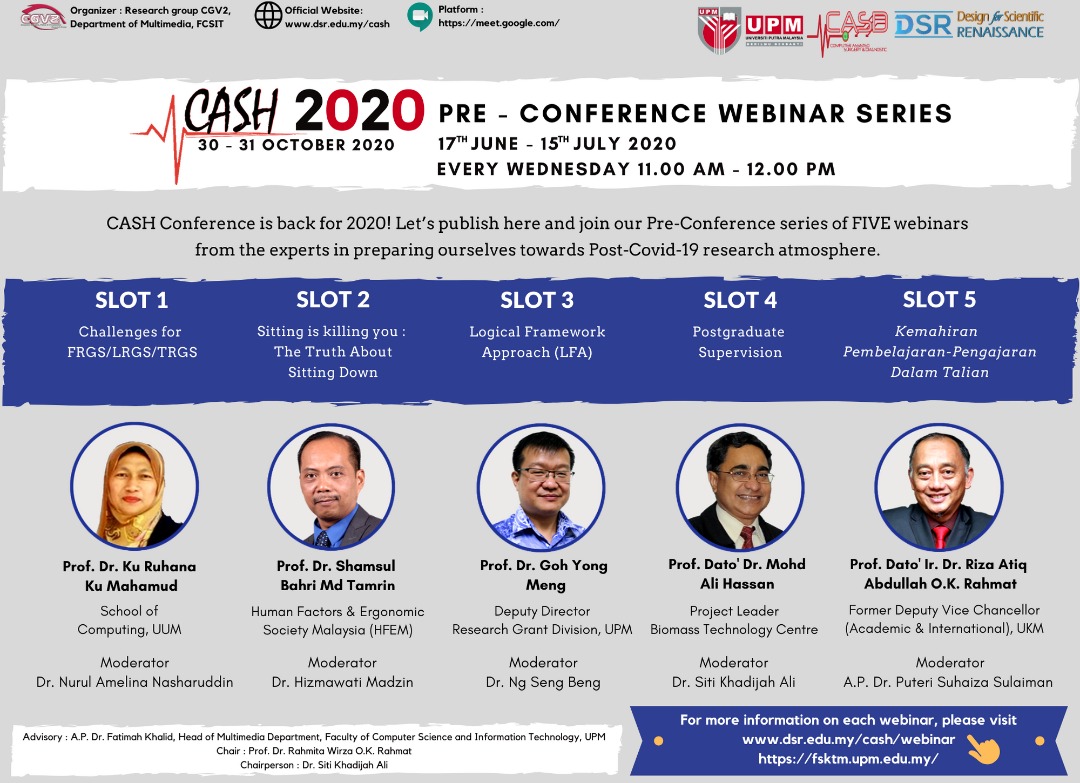 CGV2
Organizer : Research group CGV2,
Department of Multimedia, FCSIT
Official Website:
www.dsr.edu.my/cash
Platform :
https://meet.google.com/
UPM
UPM
UNIVERSITI PUTRA MALAYSIA
BERILMU BERBAKTI
CASD
COMPUTER ASSISTED
SURGERY & DIAGNOSTIC
DSR
Design for Scientific
RENAISSANCE
CASH 2020
30 - 31 OCTOBER 2020
PRE - CONFERENCE WEBINAR SERIES
17TH JUNE - 15TH JULY 2020
EVERY WEDNESDAY 11.00 AM - 12.00 PM
CASH Conference is back for 2020! Let's publish here and join our Pre-Conference series of FIVE webinars
from the experts in preparing ourselves towards Post-Covid-19 research atmosphere.
SLOT 1
Challenges for
FRGS/LRGS/TRGS
SLOT 2
Sitting is killing you :
The Truth About
Sitting Down
SLOT 3
Logical Framework
Approach (LFA)
SLOT 4
Postgraduate
Supervision
SLOT 5
Kemahiran
Pembelajaran-Pengajaran
Dalam Talian
Prof. Dr. Ku Ruhana
Ku Mahamud
School of
Computing, UUM
Moderator
Dr. Nurul Amelina Nasharuddin
Prof. Dr. Shamsul
Bahri Md Tamrin
Human Factors & Ergonomic
Society Malaysia (HFEM)
Moderator
Dr. Hizmawati Madzin
Prof. Dr. Goh Yong
Meng
Deputy Director
Research Grant Division, UPM
Moderator
Dr. Ng Seng Beng
Prof. Dato' Dr. Mohd
Ali Hassan
Project Leader
Biomass Technology Centre
Moderator
Dr. Siti Khadijah Ali
Prof. Dato' Ir. Dr. Riza Atiq
Abdullah O.K. Rahmat
Former Deputy Vice Chancellor
(Academic & International), UKM
Moderator
A.P. Dr. Puteri Suhaiza Sulaiman
Advisory : A.P. Dr. Fatimah Khalid, Head of Multimedia Department, Faculty of Computer Science and Information Technology, UPM
Chair : Prof. Dr. Rahmita Wirza O.K. Rahmat
Chairperson : Dr. Siti Khadijah Ali
For more information on each webinar, please visit
www.dsr.edu.my/cash/webinar
https://fsktm.upm.edu.my/